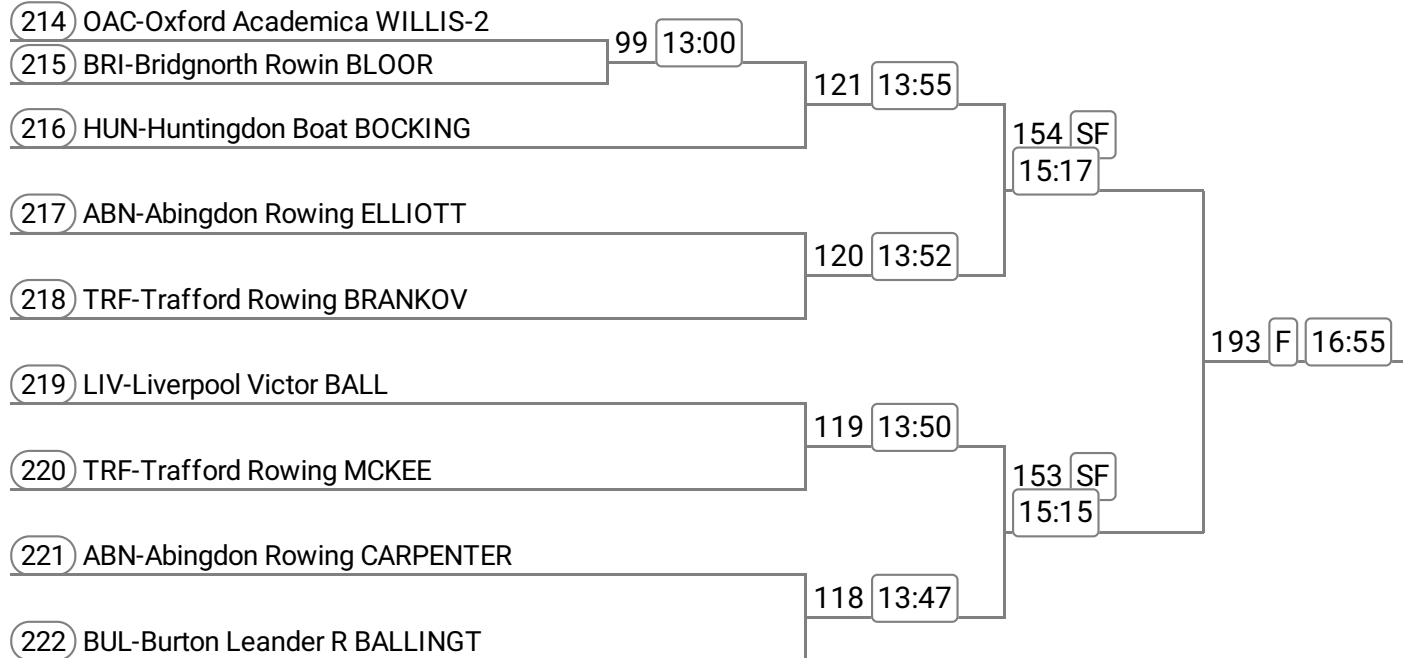 214 OAC-Oxford Academica WILLIS-2
99 13:00
215 BRI-Bridgnorth Rowin BLOOR
121 13:55
216 HUN-Huntingdon Boat BOCKING
154 SF
15:17
217 ABN-Abingdon Rowing ELLIOTT
120 13:52
218 TRF-Trafford Rowing BRANKOV
193 F 16:55
219 LIV-Liverpool Victor BALL
119 13:50
220 TRF-Trafford Rowing MCKEE
153 SF
15:15
221 ABN-Abingdon Rowing CARPENTER
118 13:47
222 BUL-Burton Leander R BALLINGT